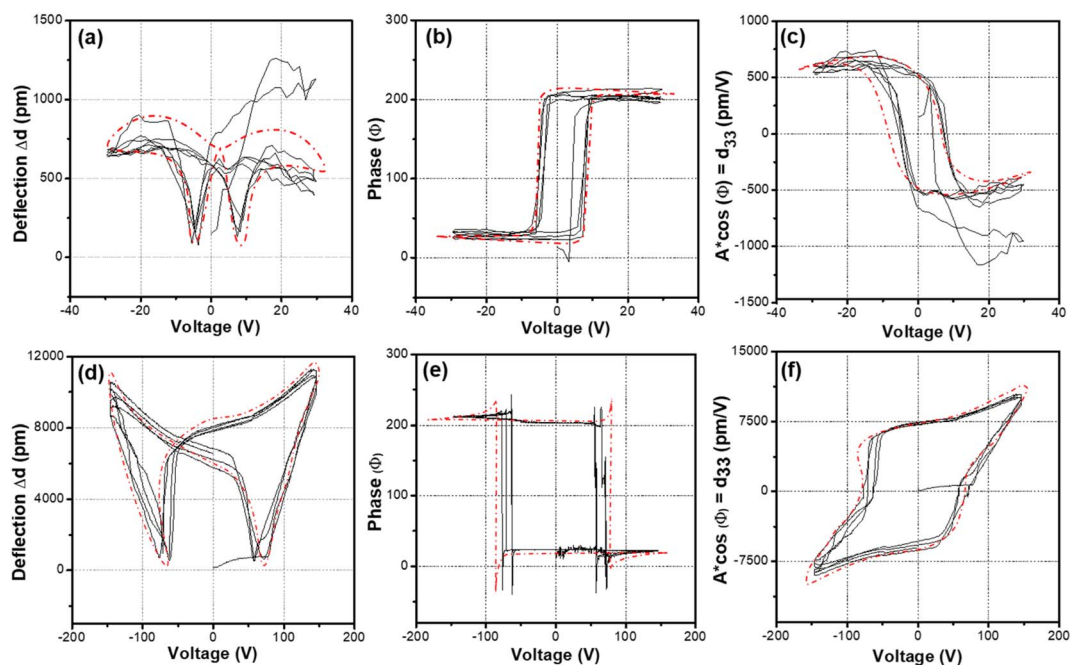 (a)
Deflection Δd (pm)
1500
1000
500
0
-40 -20 0 20 40
Voltage (V)
(b)
Phase (Φ)
300
200
100
0
-40 -20 0 20 40
Voltage (V)
(c)
A*cos (Φ) = d33 (pm/V)
1000
500
0
-500
-1000
-1500
-40 -20 0 20 40
Voltage (V)
(d)
Deflection Δd (pm)
12000
8000
4000
0
-200 -100 0 100 200
Voltage (V)
(e)
Phase (Φ)
300
200
100
0
-200 -100 0 100 200
Voltage (V)
(f)
A*cos (Φ) = d33 (pm/V)
15000
7500
0
-7500
-200 -100 0 100 200
Voltage (V)